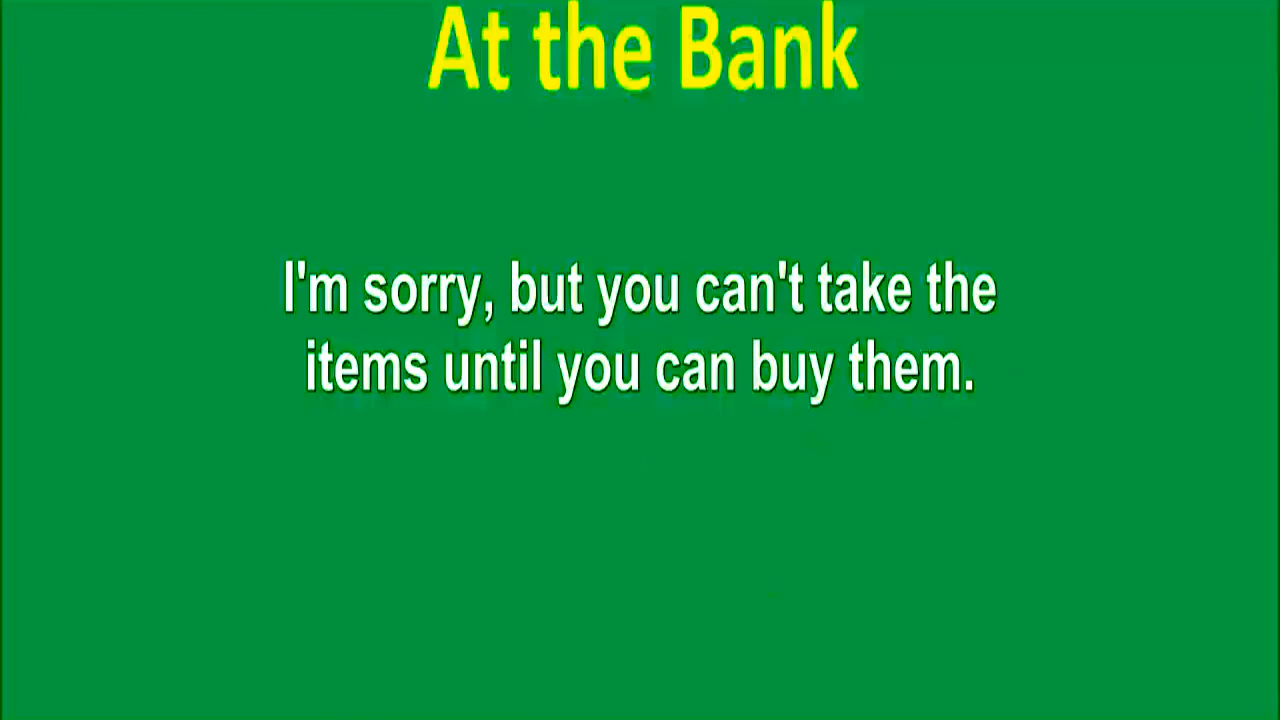 At the Bank
I'm sorry, but you can't take the
items until you can buy them.